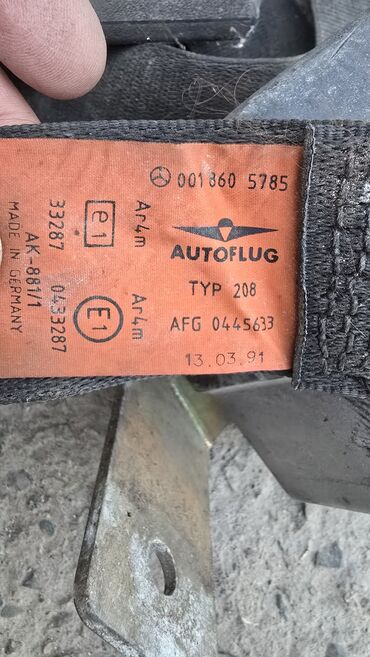 001 860 5785
AUTOFLUG
TYP 208
AFG 0445633
13.03.91
Ar4m Ar4m
e1 E1
33287 0433287
AK-881/1
MADE IN GERMANY